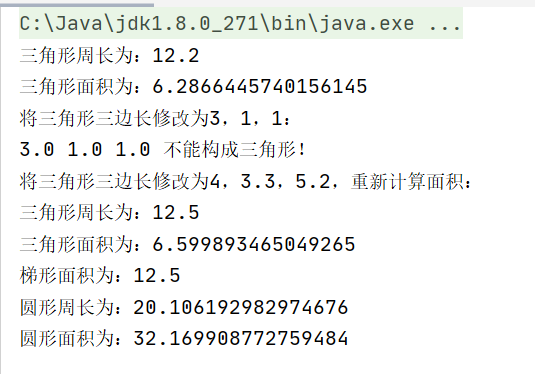 C:\Java\jdk1.8.0_271\bin\java.exe ...
三角形周长为：12.2
三角形面积为：6.2866445740156145
将三角形三边长修改为3，1，1：
3.0 1.0 1.0 不能构成三角形！
将三角形三边长修改为4，3.3，5.2，重新计算面积：
三角形周长为：12.5
三角形面积为：6.599893465049265
梯形面积为：12.5
圆形周长为：20.106192982974676
圆形面积为：32.169908772759484